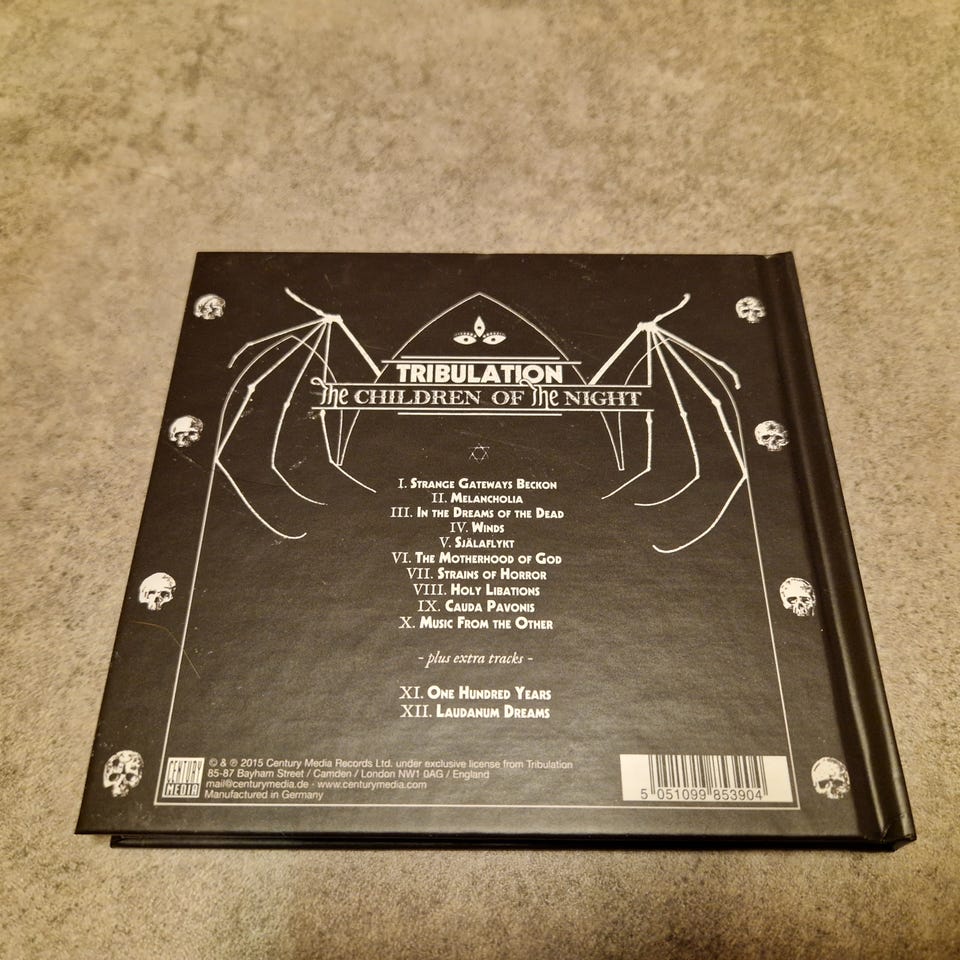 TRIBULATION
The CHILDREN OF The NIGHT
I. STRANGE GATEWAYS BECKON
II. MELANCHOLIA
III. IN THE DREAMS OF THE DEAD
IV. WINDS
V. SJÄLAFLYKT
VI. THE MOTHERHOOD OF GOD
VII. STRAINS OF HORROR
VIII. HOLY LIBATIONS
IX. CAUDA PAVONIS
X. MUSIC FROM THE OTHER
- plus extra tracks -
XI. ONE HUNDRED YEARS
XII. LAUDANUM DREAMS
CENTURY
MEDIA
© & ℗ 2015 Century Media Records Ltd. under exclusive license from Tribulation
85-87 Bayham Street / Camden / London NW1 0AG / England
mail@centurymedia.de · www.centurymedia.com
Manufactured in Germany
5 051099 853904